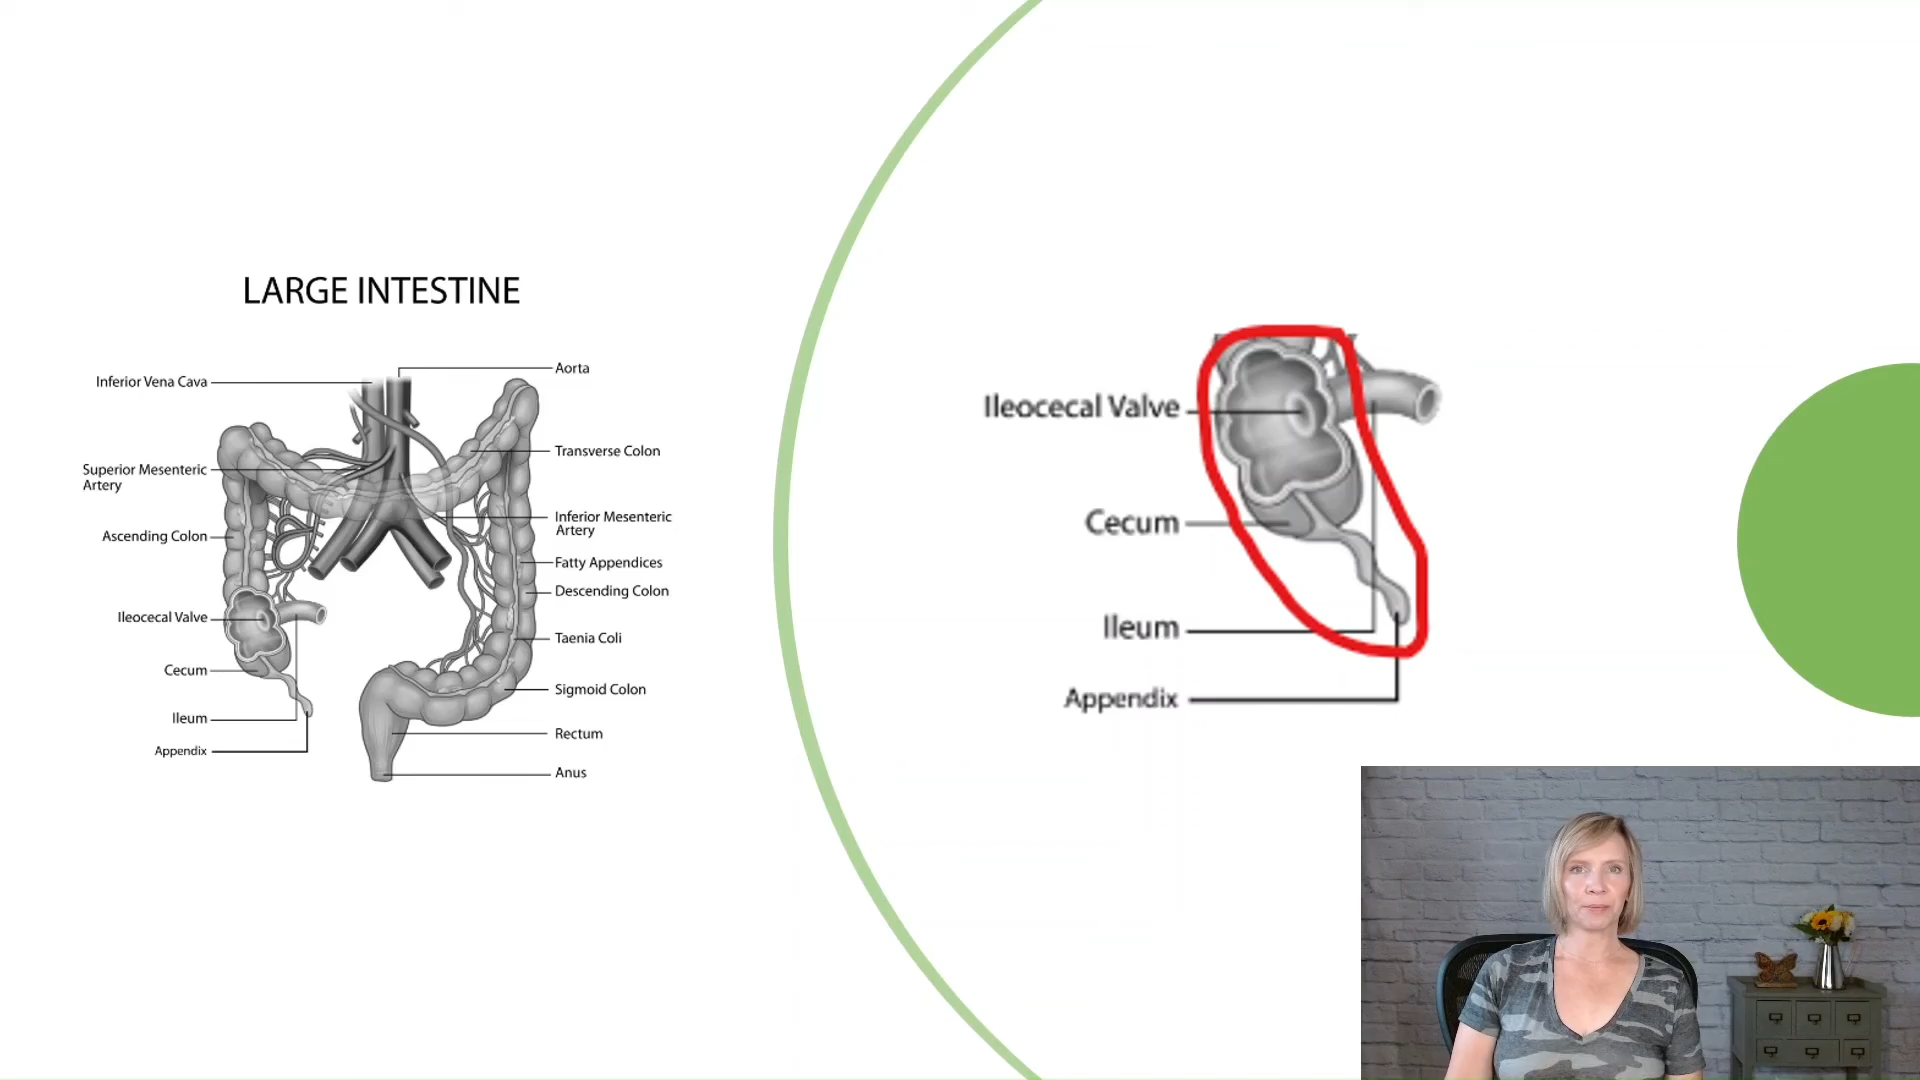 LARGE INTESTINE
Inferior Vena Cava
Superior Mesenteric
Artery
Ascending Colon
Ileocecal Valve
Cecum
Ileum
Appendix
Aorta
Transverse Colon
Inferior Mesenteric
Artery
Fatty Appendices
Descending Colon
Taenia Coli
Sigmoid Colon
Rectum
Anus
Ileocecal Valve
Cecum
Ileum
Appendix